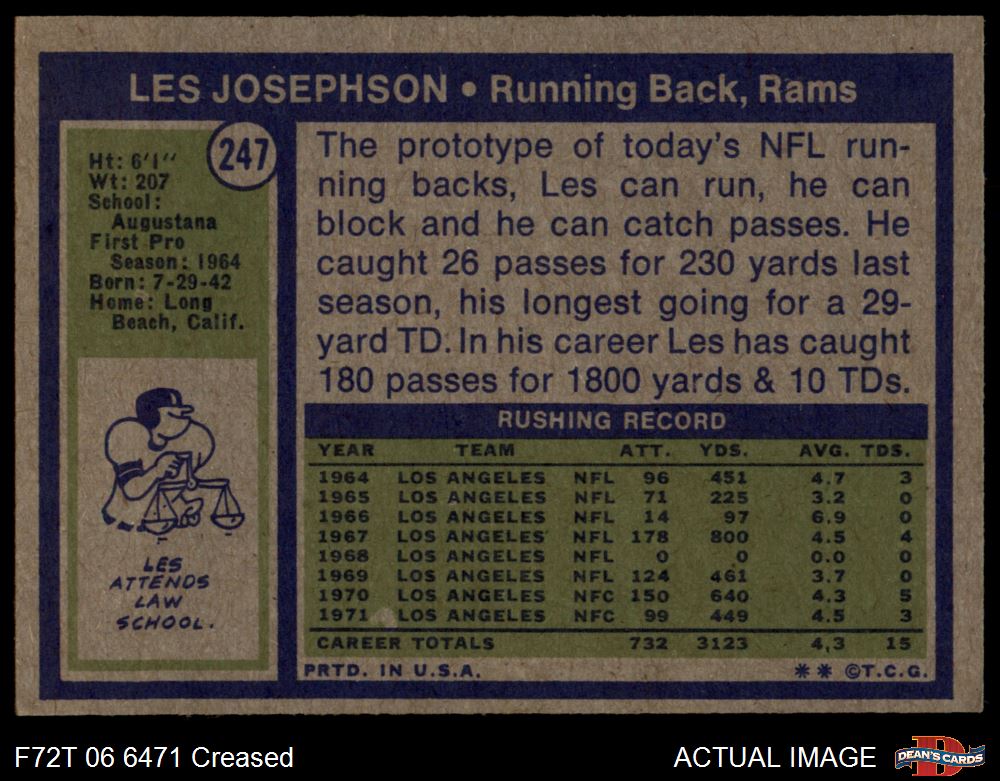 LES JOSEPHSON • Running Back, Rams
247
Ht: 6'1"
Wt: 207
School:
Augustana
First Pro
Season: 1964
Born: 7-29-42
Home: Long
Beach, Calif.
LES
ATTENDS
LAW
SCHOOL.
The prototype of today's NFL run-
ning backs, Les can run, he can
block and he can catch passes. He
caught 26 passes for 230 yards last
season, his longest going for a 29-
yard TD. In his career Les has caught
180 passes for 1800 yards & 10 TDs.
RUSHING RECORD
YEAR TEAM ATT. YDS. AVG. TDS.
1964 LOS ANGELES NFL 96 451 4.7 3
1965 LOS ANGELES NFL 71 225 3.2 0
1966 LOS ANGELES NFL 14 97 6.9 0
1967 LOS ANGELES NFL 178 800 4.5 4
1968 LOS ANGELES NFL 0 0 0.0 0
1969 LOS ANGELES NFL 124 461 3.7 0
1970 LOS ANGELES NFC 150 640 4.3 5
1971 LOS ANGELES NFC 99 449 4.5 3
CAREER TOTALS 732 3123 4,3 15
PRTD. IN U.S.A. ** ©T.C.G.
F72T 06 6471 Creased
ACTUAL IMAGE
D
DEAN'S CARDS